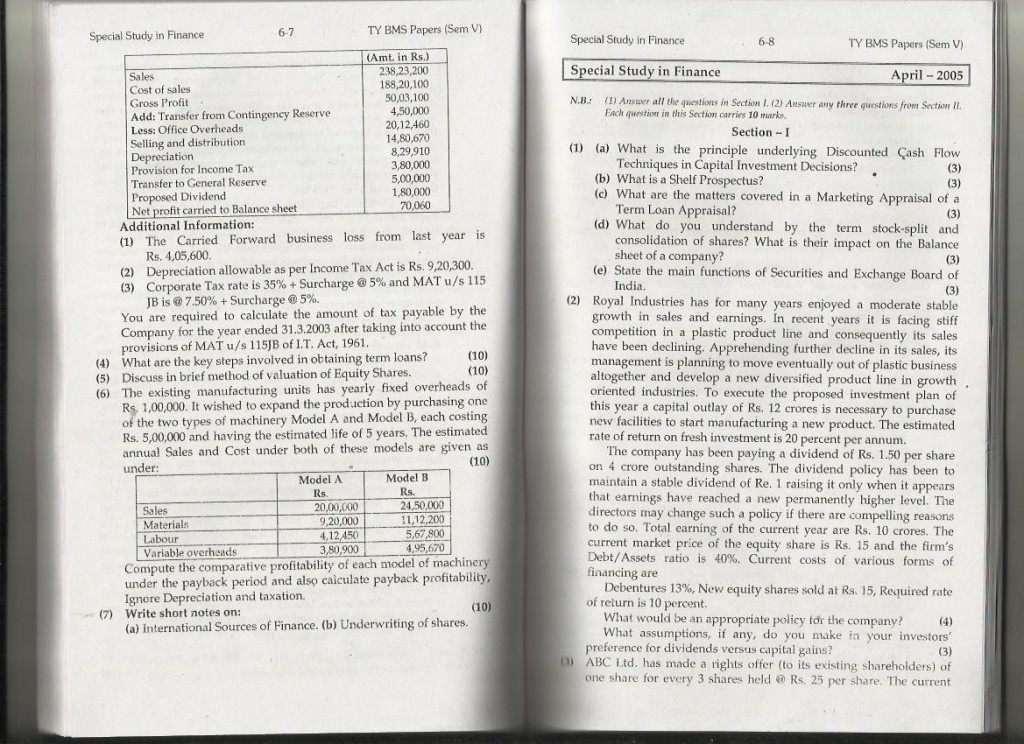 Special Study in Finance 6-7 TY BMS Papers (Sem V)
(Amt. in Rs.)
Sales 238,23,200
Cost of sales 188,20,100
Gross Profit 50,03,100
Add: Transfer from Contingency Reserve 4,50,000
Less: Office Overheads 20,12,460
Selling and distribution 14,80,670
Depreciation 8,29,910
Provision for Income Tax 3,80,000
Transfer to General Reserve 5,00,000
Proposed Dividend 1,80,000
Net profit carried to Balance sheet 70,060
Additional Information:
(1) The Carried Forward business loss from last year is
Rs. 4,05,600.
(2) Depreciation allowable as per Income Tax Act is Rs. 9,20,300.
(3) Corporate Tax rate is 35% + Surcharge @ 5% and MAT u/s 115
JB is @ 7.50% + Surcharge @ 5%.
You are required to calculate the amount of tax payable by the
Company for the year ended 31.3.2003 after taking into account the
provisions of MAT u/s 115JB of I.T. Act, 1961.
(4) What are the key steps involved in obtaining term loans? (10)
(5) Discuss in brief method of valuation of Equity Shares. (10)
(6) The existing manufacturing units has yearly fixed overheads of
Rs. 1,00,000. It wished to expand the production by purchasing one
of the two types of machinery Model A and Model B, each costing
Rs. 5,00,000 and having the estimated life of 5 years. The estimated
annual Sales and Cost under both of these models are given as
under: (10)
Model A Model B
Rs. Rs.
Sales 20,00,000 24,50,000
Materials 9,20,000 11,12,200
Labour 4,12,450 5,67,800
Variable overheads 3,80,900 4,95,670
Compute the comparative profitability of each model of machinery
under the payback period and also calculate payback profitability,
Ignore Depreciation and taxation.
(7) Write short notes on: (10)
(a) International Sources of Finance. (b) Underwriting of shares.
Special Study in Finance 6-8 TY BMS Papers (Sem V)
Special Study in Finance April – 2005
N.B.: (1) Answer all the questions in Section I. (2) Answer any three questions from Section II.
Each question in this Section carries 10 marks.
Section – I
(1) (a) What is the principle underlying Discounted Cash Flow
Techniques in Capital Investment Decisions? (3)
(b) What is a Shelf Prospectus? (3)
(c) What are the matters covered in a Marketing Appraisal of a
Term Loan Appraisal? (3)
(d) What do you understand by the term stock-split and
consolidation of shares? What is their impact on the Balance
sheet of a company? (3)
(e) State the main functions of Securities and Exchange Board of
India. (3)
(2) Royal Industries has for many years enjoyed a moderate stable
growth in sales and earnings. In recent years it is facing stiff
competition in a plastic product line and consequently its sales
have been declining. Apprehending further decline in its sales, its
management is planning to move eventually out of plastic business
altogether and develop a new diversified product line in growth
oriented industries. To execute the proposed investment plan of
this year a capital outlay of Rs. 12 crores is necessary to purchase
new facilities to start manufacturing a new product. The estimated
rate of return on fresh investment is 20 percent per annum.
The company has been paying a dividend of Rs. 1.50 per share
on 4 crore outstanding shares. The dividend policy has been to
maintain a stable dividend of Re. 1 raising it only when it appears
that earnings have reached a new permanently higher level. The
directors may change such a policy if there are compelling reasons
to do so. Total earning of the current year are Rs. 10 crores. The
current market price of the equity share is Rs. 15 and the firm's
Debt/Assets ratio is 40%. Current costs of various forms of
financing are
Debentures 13%, New equity shares sold at Rs. 15, Required rate
of return is 10 percent.
What would be an appropriate policy for the company? (4)
What assumptions, if any, do you make in your investors'
preference for dividends versus capital gains? (3)
(3) ABC Ltd. has made a rights offer (to its existing shareholders) of
one share for every 3 shares held @ Rs. 25 per share. The current